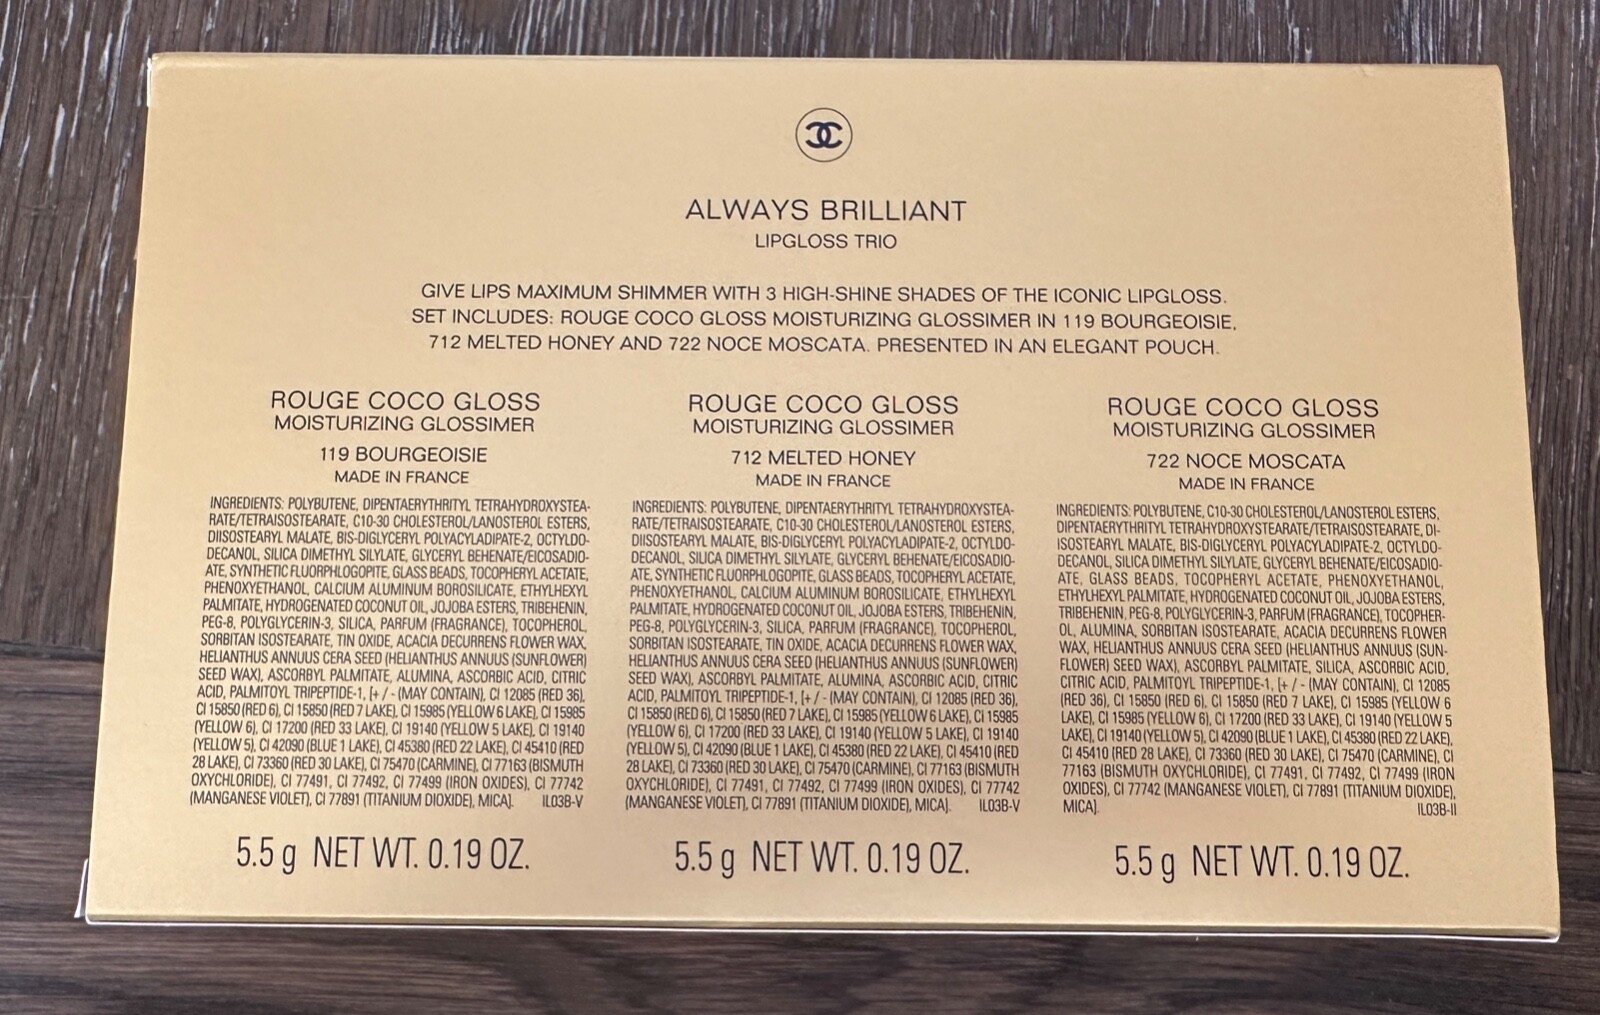 ALWAYS BRILLIANT
LIPGLOSS TRIO
GIVE LIPS MAXIMUM SHIMMER WITH 3 HIGH-SHINE SHADES OF THE ICONIC LIPGLOSS.
SET INCLUDES: ROUGE COCO GLOSS MOISTURIZING GLOSSIMER IN 119 BOURGEOISIE,
712 MELTED HONEY AND 722 NOCE MOSCATA. PRESENTED IN AN ELEGANT POUCH.
ROUGE COCO GLOSS
MOISTURIZING GLOSSIMER
119 BOURGEOISIE
MADE IN FRANCE
INGREDIENTS: POLYBUTENE, DIPENTAERYTHRITYL TETRAHYDROXYSTEA-
RATE/TETRAISOSTEARATE, C10-30 CHOLESTEROL/LANOSTEROL ESTERS,
DIISOSTEARYL MALATE, BIS-DIGLYCERYL POLYACYLADIPATE-2, OCTYLDO-
DECANOL, SILICA DIMETHYL SILYLATE, GLYCERYL BEHENATE/EICOSADIO-
ATE, SYNTHETIC FLUORPHLOGOPITE, GLASS BEADS, TOCOPHERYL ACETATE,
PHENOXYETHANOL, CALCIUM ALUMINUM BOROSILICATE, ETHYLHEXYL
PALMITATE, HYDROGENATED COCONUT OIL, JOJOBA ESTERS, TRIBEHENIN,
PEG-8, POLYGLYCERIN-3, SILICA, PARFUM (FRAGRANCE), TOCOPHEROL,
SORBITAN ISOSTEARATE, TIN OXIDE, ACACIA DECURRENS FLOWER WAX,
HELIANTHUS ANNUUS CERA SEED (HELIANTHUS ANNUUS (SUNFLOWER)
SEED WAX), ASCORBYL PALMITATE, ALUMINA, ASCORBIC ACID, CITRIC
ACID, PALMITOYL TRIPEPTIDE-1, [+ / - (MAY CONTAIN), CI 12085 (RED 36),
CI 15850 (RED 6), CI 15850 (RED 7 LAKE), CI 15985 (YELLOW 6 LAKE), CI 15985
(YELLOW 6), CI 17200 (RED 33 LAKE), CI 19140 (YELLOW 5 LAKE), CI 19140
(YELLOW 5), CI 42090 (BLUE 1 LAKE), CI 45380 (RED 22 LAKE), CI 45410 (RED
28 LAKE), CI 73360 (RED 30 LAKE), CI 75470 (CARMINE), CI 77163 (BISMUTH
OXYCHLORIDE), CI 77491, CI 77492, CI 77499 (IRON OXIDES), CI 77742
(MANGANESE VIOLET), CI 77891 (TITANIUM DIOXIDE), MICA]. IL03B-V
5.5 g NET WT. 0.19 OZ.
ROUGE COCO GLOSS
MOISTURIZING GLOSSIMER
712 MELTED HONEY
MADE IN FRANCE
INGREDIENTS: POLYBUTENE, DIPENTAERYTHRITYL TETRAHYDROXYSTEA-
RATE/TETRAISOSTEARATE, C10-30 CHOLESTEROL/LANOSTEROL ESTERS,
DIISOSTEARYL MALATE, BIS-DIGLYCERYL POLYACYLADIPATE-2, OCTYLDO-
DECANOL, SILICA DIMETHYL SILYLATE, GLYCERYL BEHENATE/EICOSADIO-
ATE, SYNTHETIC FLUORPHLOGOPITE, GLASS BEADS, TOCOPHERYL ACETATE,
PHENOXYETHANOL, CALCIUM ALUMINUM BOROSILICATE, ETHYLHEXYL
PALMITATE, HYDROGENATED COCONUT OIL, JOJOBA ESTERS, TRIBEHENIN,
PEG-8, POLYGLYCERIN-3, SILICA, PARFUM (FRAGRANCE), TOCOPHEROL,
SORBITAN ISOSTEARATE, TIN OXIDE, ACACIA DECURRENS FLOWER WAX,
HELIANTHUS ANNUUS CERA SEED (HELIANTHUS ANNUUS (SUNFLOWER)
SEED WAX), ASCORBYL PALMITATE, ALUMINA, ASCORBIC ACID, CITRIC
ACID, PALMITOYL TRIPEPTIDE-1, [+ / - (MAY CONTAIN), CI 12085 (RED 36),
CI 15850 (RED 6), CI 15850 (RED 7 LAKE), CI 15985 (YELLOW 6 LAKE), CI 15985
(YELLOW 6), CI 17200 (RED 33 LAKE), CI 19140 (YELLOW 5 LAKE), CI 19140
(YELLOW 5), CI 42090 (BLUE 1 LAKE), CI 45380 (RED 22 LAKE), CI 45410 (RED
28 LAKE), CI 73360 (RED 30 LAKE), CI 75470 (CARMINE), CI 77163 (BISMUTH
OXYCHLORIDE), CI 77491, CI 77492, CI 77499 (IRON OXIDES), CI 77742
(MANGANESE VIOLET), CI 77891 (TITANIUM DIOXIDE), MICA]. IL03B-V
5.5 g NET WT. 0.19 OZ.
ROUGE COCO GLOSS
MOISTURIZING GLOSSIMER
722 NOCE MOSCATA
MADE IN FRANCE
INGREDIENTS: POLYBUTENE, C10-30 CHOLESTEROL/LANOSTEROL ESTERS,
DIPENTAERYTHRITYL TETRAHYDROXYSTEARATE/TETRAISOSTEARATE, DI-
ISOSTEARYL MALATE, BIS-DIGLYCERYL POLYACYLADIPATE-2, OCTYLDO-
DECANOL, SILICA DIMETHYL SILYLATE, GLYCERYL BEHENATE/EICOSADIO-
ATE, GLASS BEADS, TOCOPHERYL ACETATE, PHENOXYETHANOL,
ETHYLHEXYL PALMITATE, HYDROGENATED COCONUT OIL, JOJOBA ESTERS,
TRIBEHENIN, PEG-8, POLYGLYCERIN-3, PARFUM (FRAGRANCE), TOCOPHER-
OL, ALUMINA, SORBITAN ISOSTEARATE, ACACIA DECURRENS FLOWER
WAX, HELIANTHUS ANNUUS CERA SEED (HELIANTHUS ANNUUS (SUN-
FLOWER) SEED WAX), ASCORBYL PALMITATE, SILICA, ASCORBIC ACID,
CITRIC ACID, PALMITOYL TRIPEPTIDE-1, [+ / - (MAY CONTAIN), CI 12085
(RED 36), CI 15850 (RED 6), CI 15850 (RED 7 LAKE), CI 15985 (YELLOW 6
LAKE), CI 15985 (YELLOW 6), CI 17200 (RED 33 LAKE), CI 19140 (YELLOW 5
LAKE), CI 19140 (YELLOW 5), CI 42090 (BLUE 1 LAKE), CI 45380 (RED 22 LAKE),
CI 45410 (RED 28 LAKE), CI 73360 (RED 30 LAKE), CI 75470 (CARMINE), CI
77163 (BISMUTH OXYCHLORIDE), CI 77491, CI 77492, CI 77499 (IRON
OXIDES), CI 77742 (MANGANESE VIOLET), CI 77891 (TITANIUM DIOXIDE),
MICA]. IL03B-II
5.5 g NET WT. 0.19 OZ.